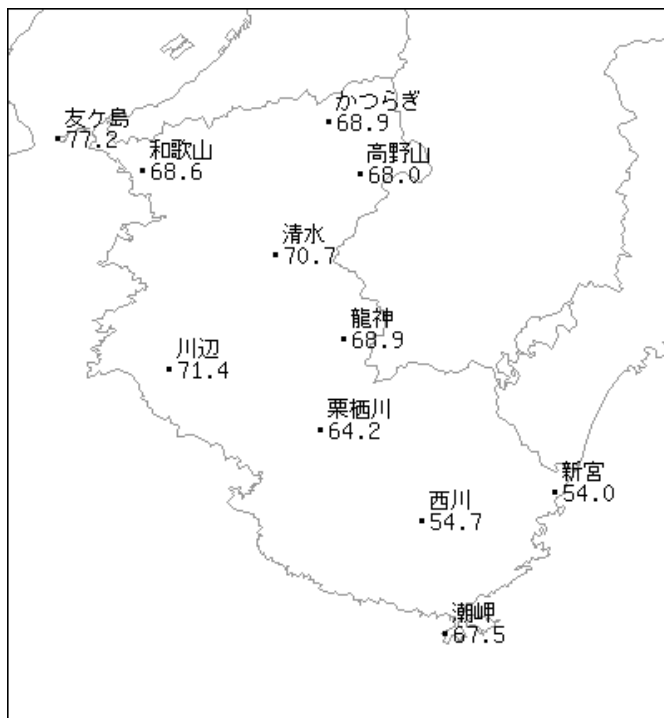 かつらぎ
68.9
友ケ島
77.2
和歌山
68.6
高野山
68.0
清水
70.7
龍神
68.9
川辺
71.4
栗栖川
64.2
新宮
54.0
西川
54.7
潮岬
67.5